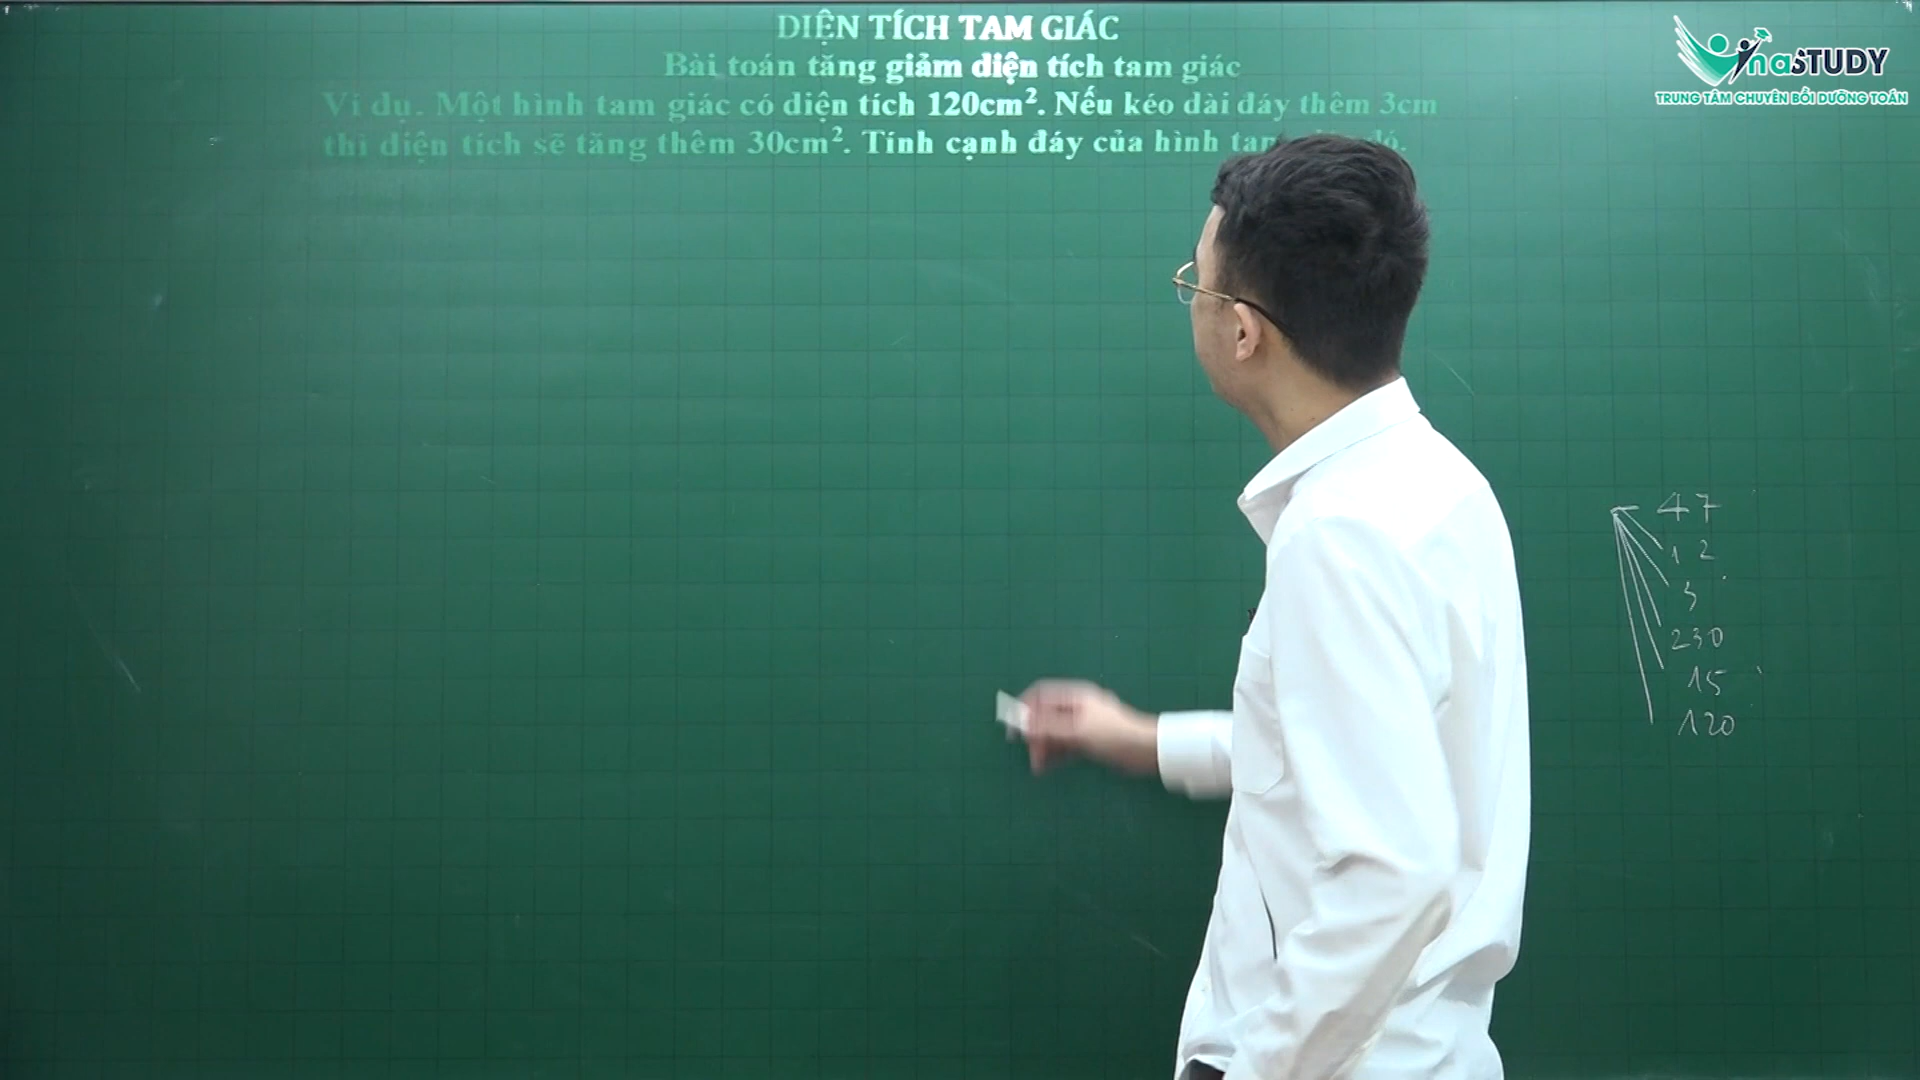 DIỆN TÍCH TAM GIÁC
Bài toán tăng giảm diện tích tam giác
Ví dụ. Một hình tam giác có diện tích 120cm². Nếu kéo dài đáy thêm 3cm
thì diện tích sẽ tăng thêm 30cm². Tính cạnh đáy của hình đó.
VinaSTUDY
TRUNG TÂM CHUYÊN BỒI DƯỠNG TOÁN
47
12
230
15
120